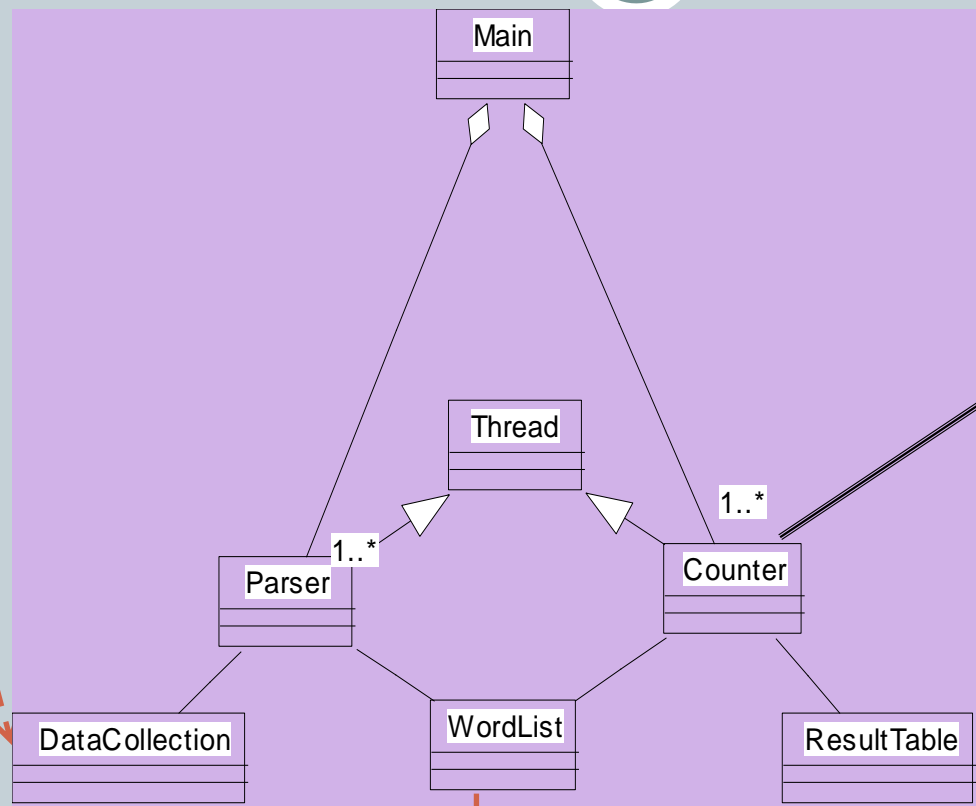 Main
Thread
1..*
1..*
Parser
Counter
DataCollection
WordList
ResultTable